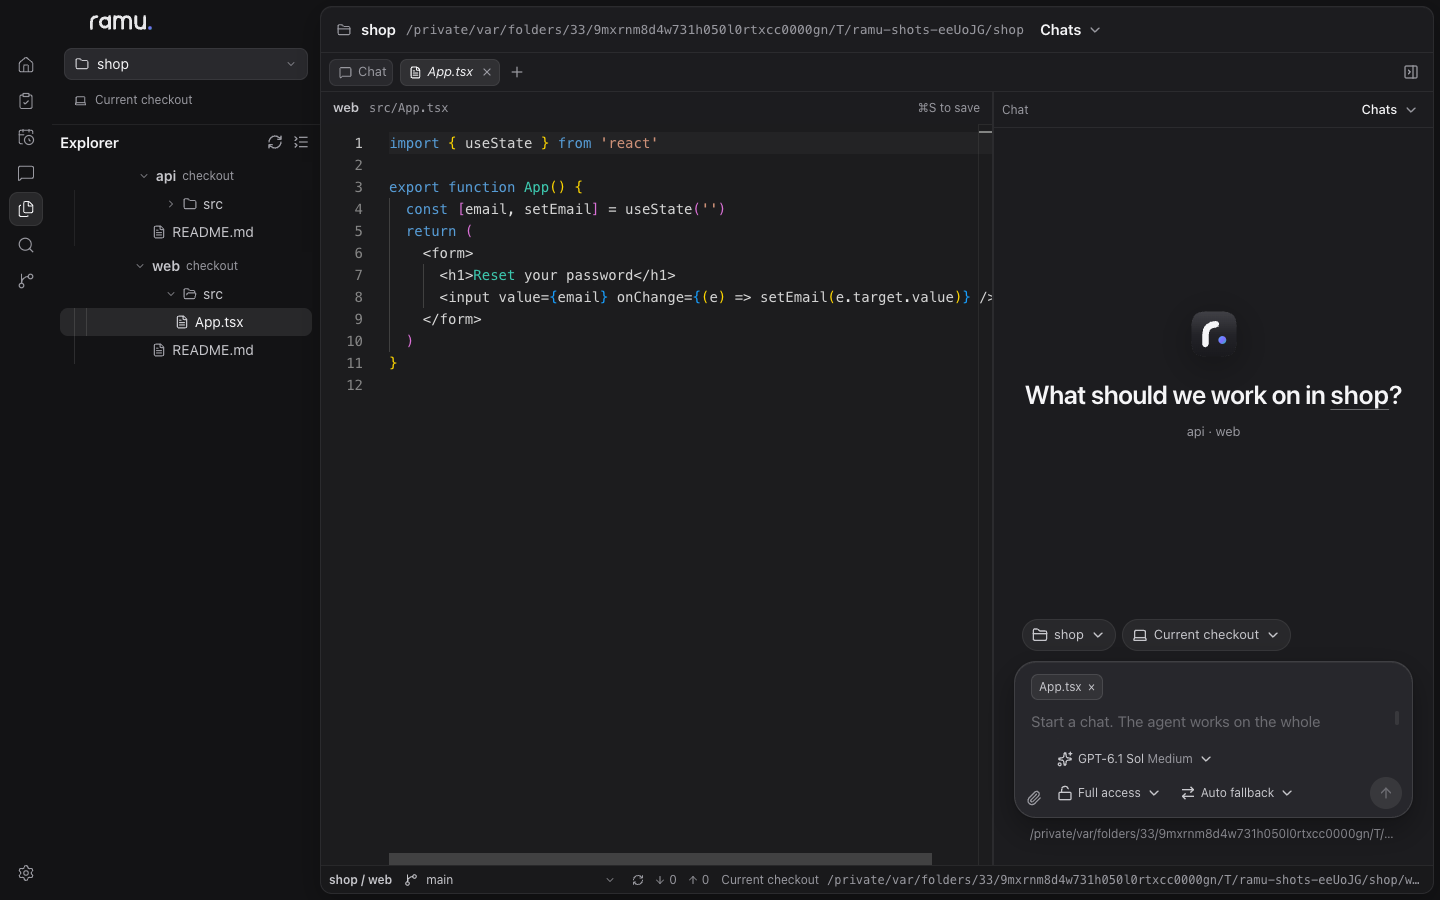 ramu.
shop
Current checkout
Explorer
api checkout
src
README.md
web checkout
src
App.tsx
README.md
shop /private/var/folders/33/9mxrnm8d4w731h050l0rtxcc0000gn/T/ramu-shots-eeUoJG/shop Chats
Chat App.tsx
web src/App.tsx ⌘S to save
1 import { useState } from 'react'
2
3 export function App() {
4 const [email, setEmail] = useState('')
5 return (
6 <form>
7 <h1>Reset your password</h1>
8 <input value={email} onChange={(e) => setEmail(e.target.value)} />
9 </form>
10 )
11 }
12
Chat Chats
What should we work on in shop?
api · web
shop Current checkout
App.tsx ×
Start a chat. The agent works on the whole
GPT-6.1 Sol Medium
Full access Auto fallback
/private/var/folders/33/9mxrnm8d4w731h050l0rtxcc0000gn/T/...
shop / web main ↓ 0 ↑ 0 Current checkout /private/var/folders/33/9mxrnm8d4w731h050l0rtxcc0000gn/T/ramu-shots-eeUoJG/shop/w...